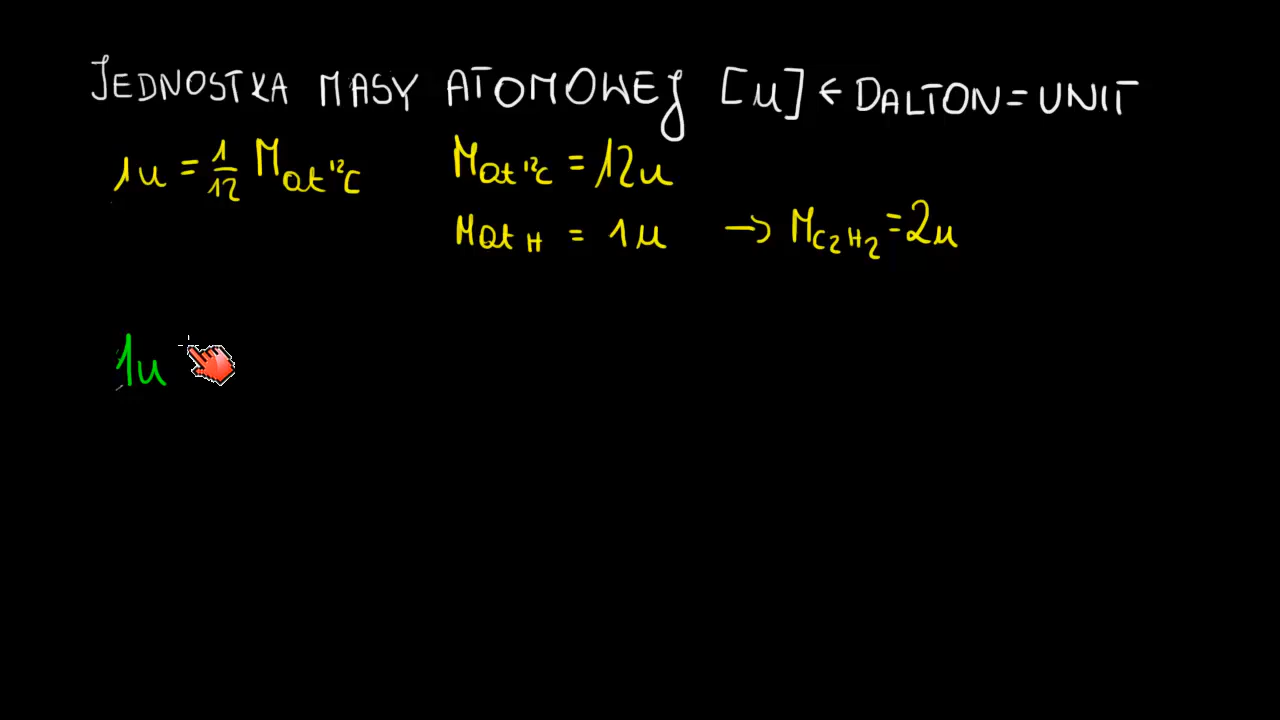 JEDNOSTKA MASY ATOMOWEJ [u] ← DALTON = UNIT
1u = 1/12 Mat ¹²C    Mat ¹²C = 12u
Mat H = 1u → MC₂H₂ = 2u
1u